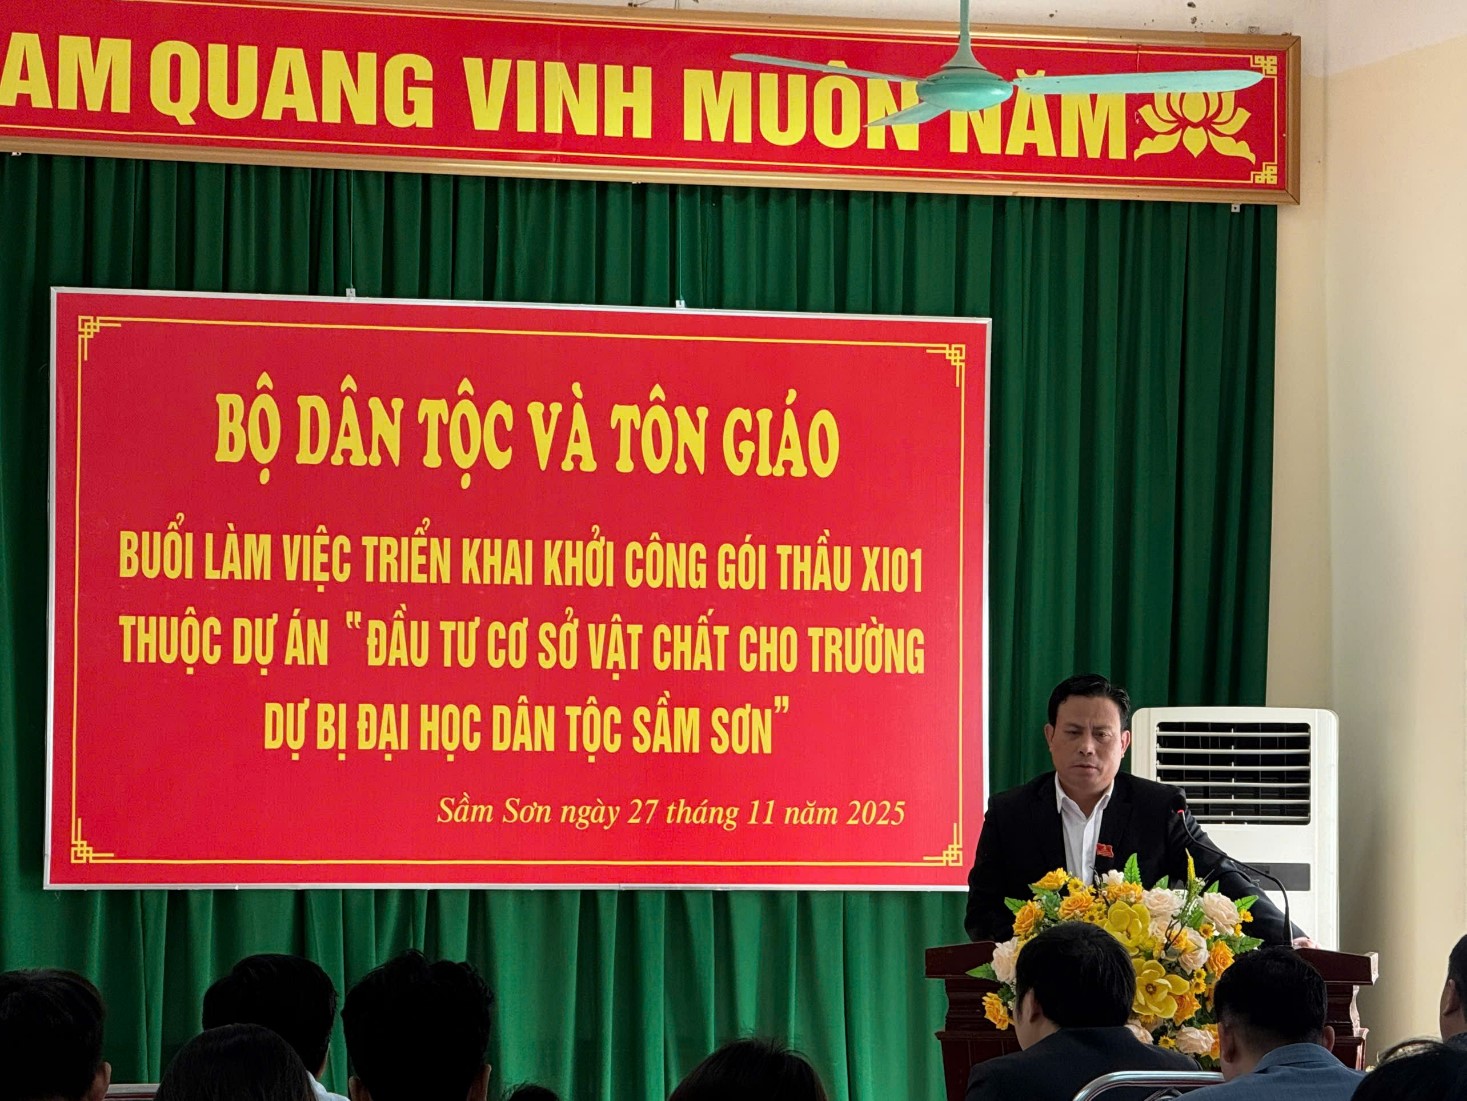 AM QUANG VINH MUÔN NĂM
BỘ DÂN TỘC VÀ TÔN GIÁO
BUỔI LÀM VIỆC TRIỂN KHAI KHỞI CÔNG GÓI THẦU XI01
THUỘC DỰ ÁN "ĐẦU TƯ CƠ SỞ VẬT CHẤT CHO TRƯỜNG
DỰ BỊ ĐẠI HỌC DÂN TỘC SẦM SƠN"
Sầm Sơn ngày 27 tháng 11 năm 2025